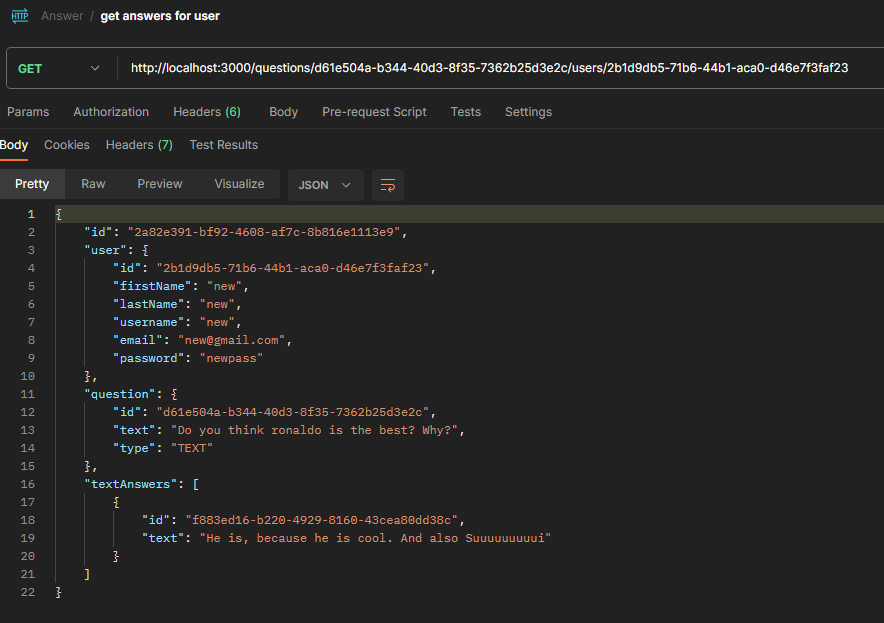 HTTP Answer / get answers for user
GET http://localhost:3000/questions/d61e504a-b344-40d3-8f35-7362b25d3e2c/users/2b1d9db5-71b6-44b1-aca0-d46e7f3faf23
Params Authorization Headers (6) Body Pre-request Script Tests Settings
Body Cookies Headers (7) Test Results
Pretty Raw Preview Visualize JSON
1 {
2 "id": "2a82e391-bf92-4608-af7c-8b816e1113e9",
3 "user": {
4 "id": "2b1d9db5-71b6-44b1-aca0-d46e7f3faf23",
5 "firstName": "new",
6 "lastName": "new",
7 "username": "new",
8 "email": "new@gmail.com",
9 "password": "newpass"
10 },
11 "question": {
12 "id": "d61e504a-b344-40d3-8f35-7362b25d3e2c",
13 "text": "Do you think ronaldo is the best? Why?",
14 "type": "TEXT"
15 },
16 "textAnswers": [
17 {
18 "id": "f883ed16-b220-4929-8160-43cea80dd38c",
19 "text": "He is, because he is cool. And also Suuuuuuuuui"
20 }
21 ]
22 }